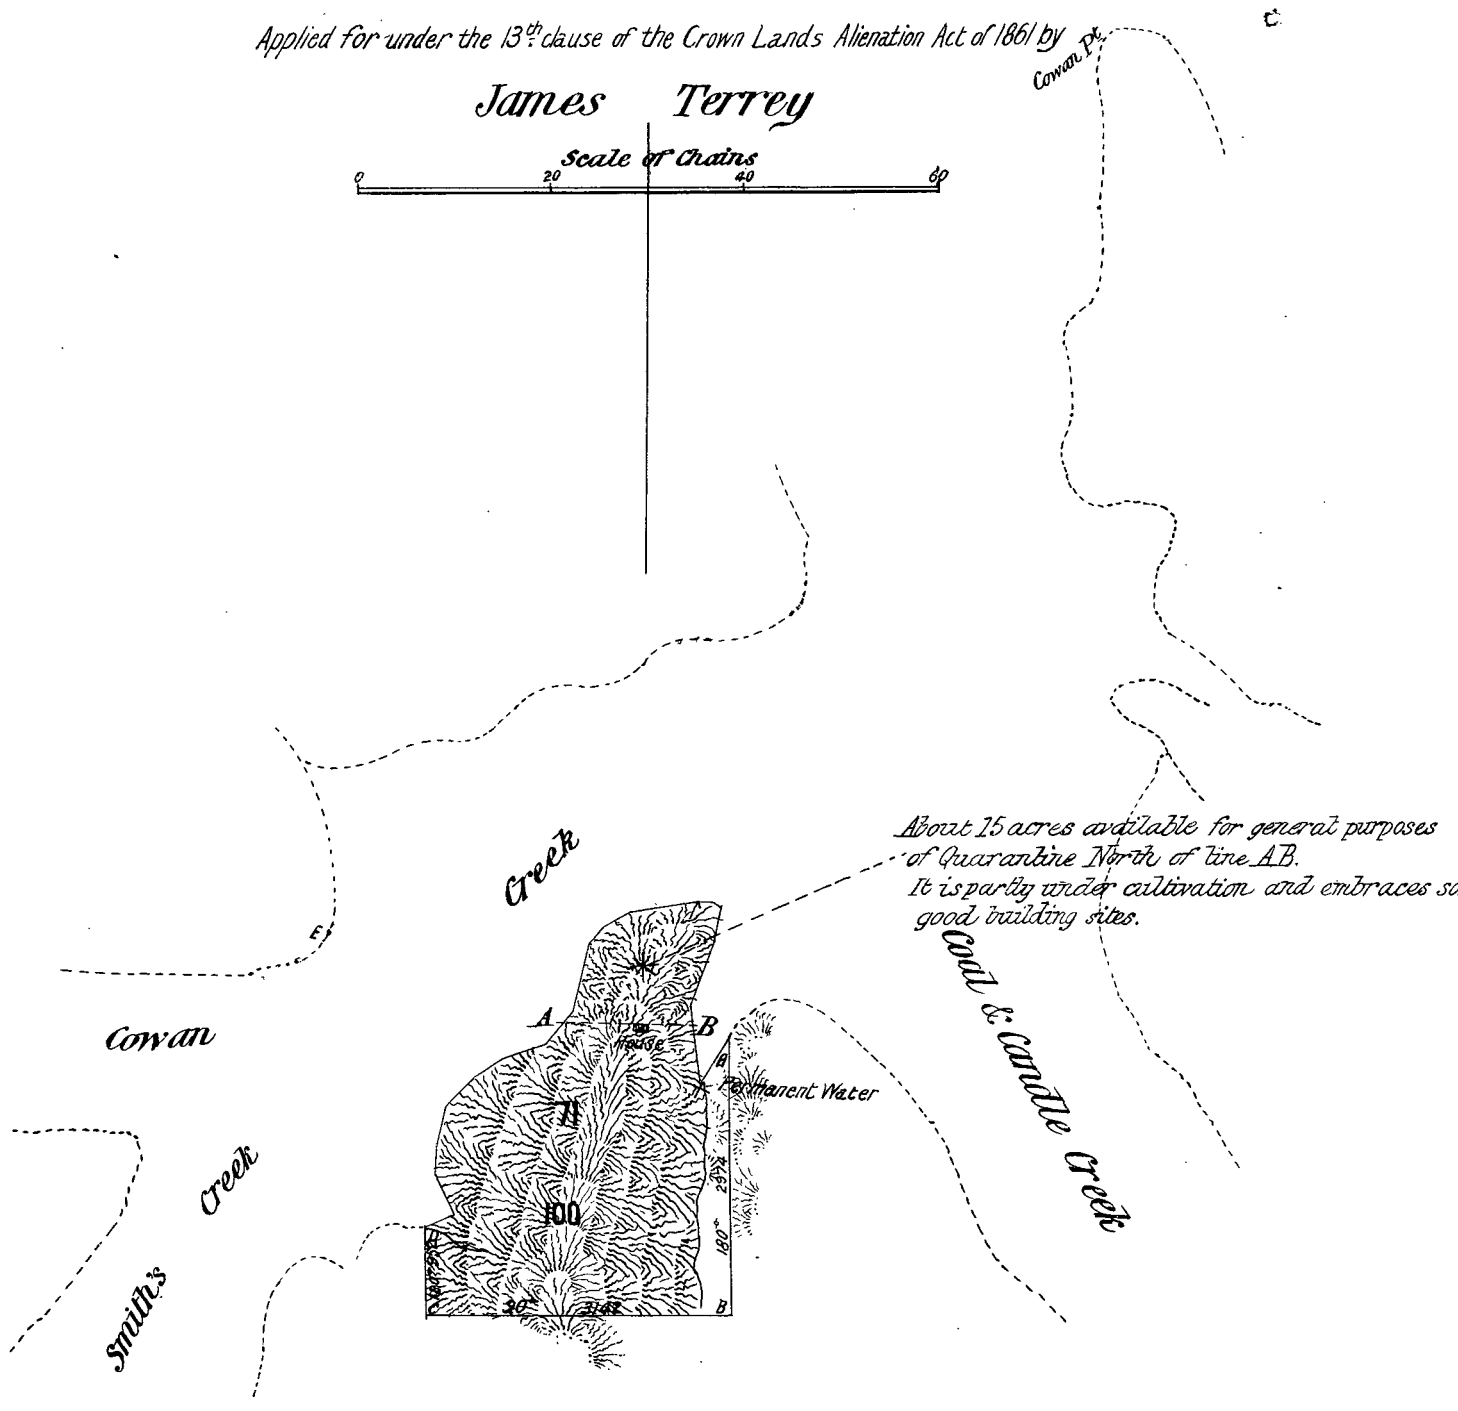 Applied for under the 13th clause of the Crown Lands Alienation Act of 1861 by
James Terrey
Scale of Chains
0 20 40 60
C
Cowan Pt
About 15 acres available for general purposes
of Quarantine North of line AB.
It is partly under cultivation and embraces so
good building sites.
Creek
E
Cowan
A
B
House
A
Permanent Water
71
100
2974
180°
B
D
C
90°
3142
Coal & Candle Creek
Creek
Smith's